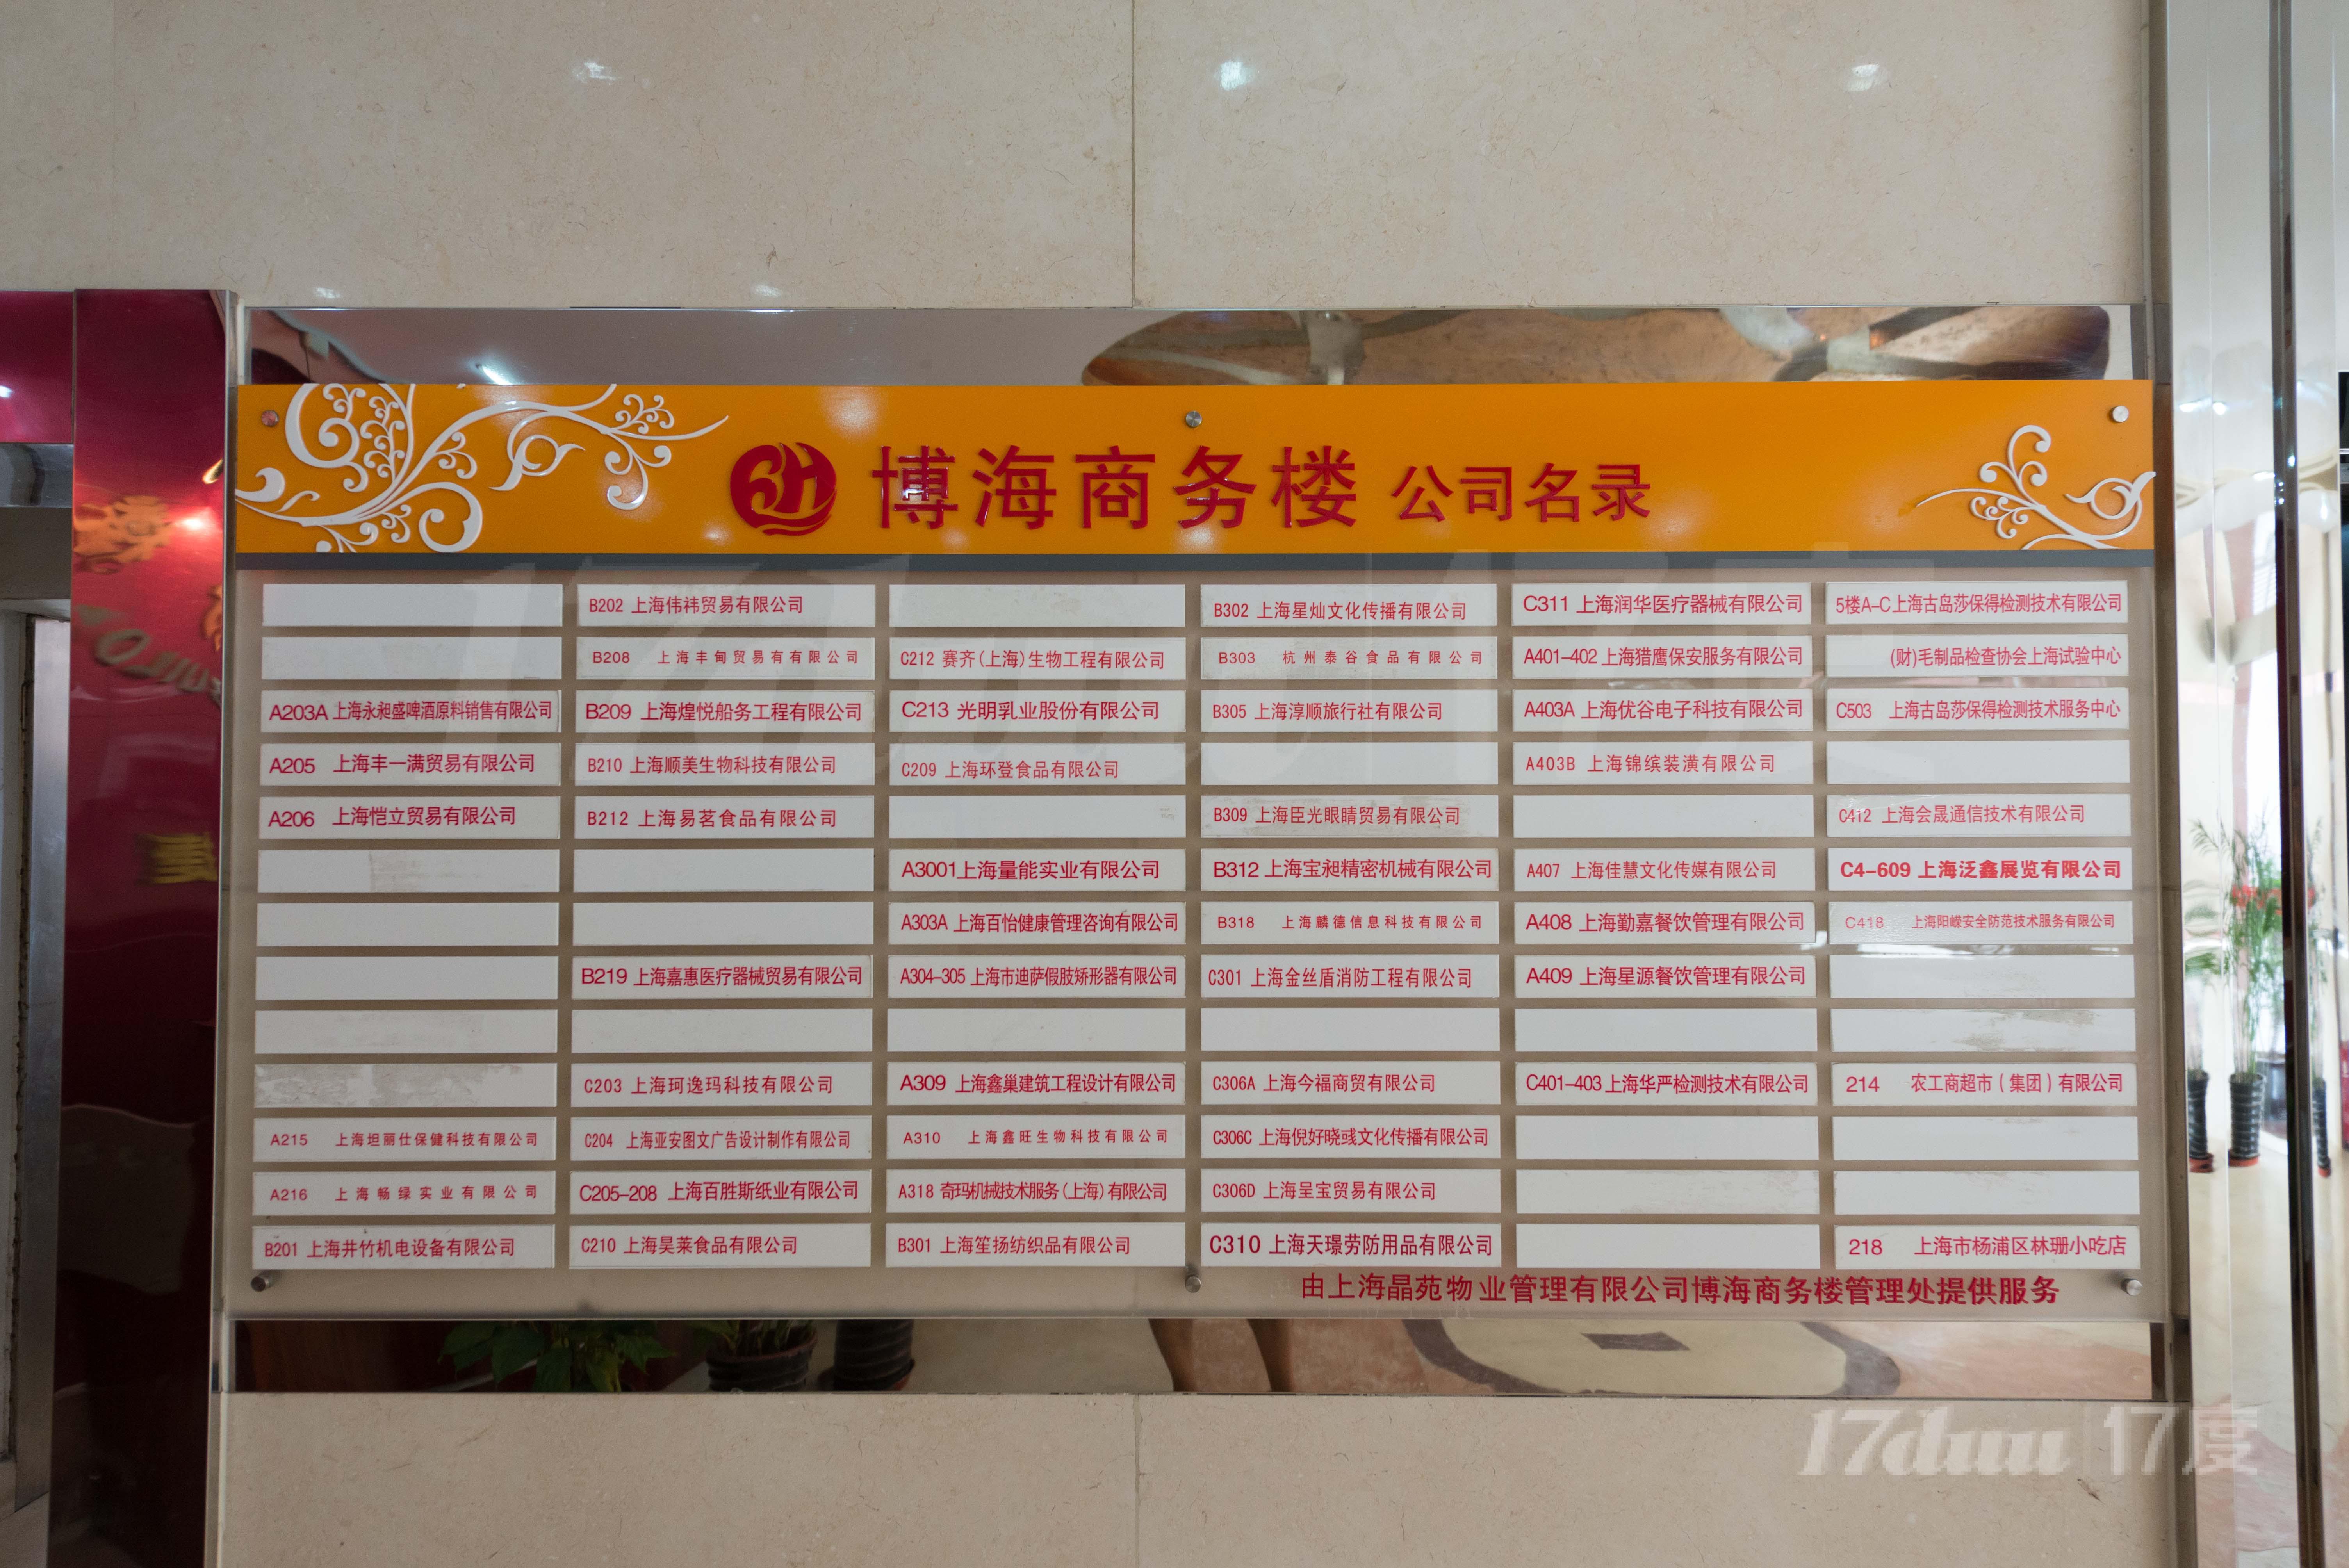 博海商务楼 公司名录
A203A 上海永昶盛啤酒原料销售有限公司
A205 上海丰一满贸易有限公司
A206 上海恺立贸易有限公司
A215 上海坦丽仕保健科技有限公司
A216 上海畅绿实业有限公司
B201 上海井竹机电设备有限公司
B202 上海伟祎贸易有限公司
B208 上海丰甸贸易有有限公司
B209 上海煌悦船务工程有限公司
B210 上海顺美生物科技有限公司
B212 上海易茗食品有限公司
B219 上海嘉惠医疗器械贸易有限公司
C203 上海珂逸玛科技有限公司
C204 上海亚安图文广告设计制作有限公司
C205-208 上海百胜斯纸业有限公司
C210 上海昊莱食品有限公司
C212 赛齐(上海)生物工程有限公司
C213 光明乳业股份有限公司
C209 上海环登食品有限公司
A3001上海量能实业有限公司
A303A 上海百怡健康管理咨询有限公司
A304-305 上海市迪萨假肢矫形器有限公司
A309 上海鑫巢建筑工程设计有限公司
A310 上海鑫旺生物科技有限公司
A318 奇玛机械技术服务(上海)有限公司
B301 上海笙扬纺织品有限公司
B302 上海星灿文化传播有限公司
B303 杭州泰谷食品有限公司
B305 上海淳顺旅行社有限公司
B309 上海臣光眼睛贸易有限公司
B312 上海宝昶精密机械有限公司
B318 上海麟德信息科技有限公司
C301 上海金丝盾消防工程有限公司
C306A 上海今福商贸有限公司
C306C 上海倪好晓彧文化传播有限公司
C306D 上海呈宝贸易有限公司
C310 上海天璟劳防用品有限公司
C311 上海润华医疗器械有限公司
A401-402 上海猎鹰保安服务有限公司
A403A 上海优谷电子科技有限公司
A403B 上海锦缤装潢有限公司
A407 上海佳慧文化传媒有限公司
A408 上海勤嘉餐饮管理有限公司
A409 上海星源餐饮管理有限公司
C401-403 上海华严检测技术有限公司
5楼A-C上海古岛莎保得检测技术有限公司
(财)毛制品检查协会上海试验中心
C503 上海古岛莎保得检测技术服务中心
C412 上海会晟通信技术有限公司
C4-609 上海泛鑫展览有限公司
C418 上海阳嵘安全防范技术服务有限公司
214 农工商超市(集团)有限公司
218 上海市杨浦区林珊小吃店
由上海晶苑物业管理有限公司博海商务楼管理处提供服务
17duu 17度